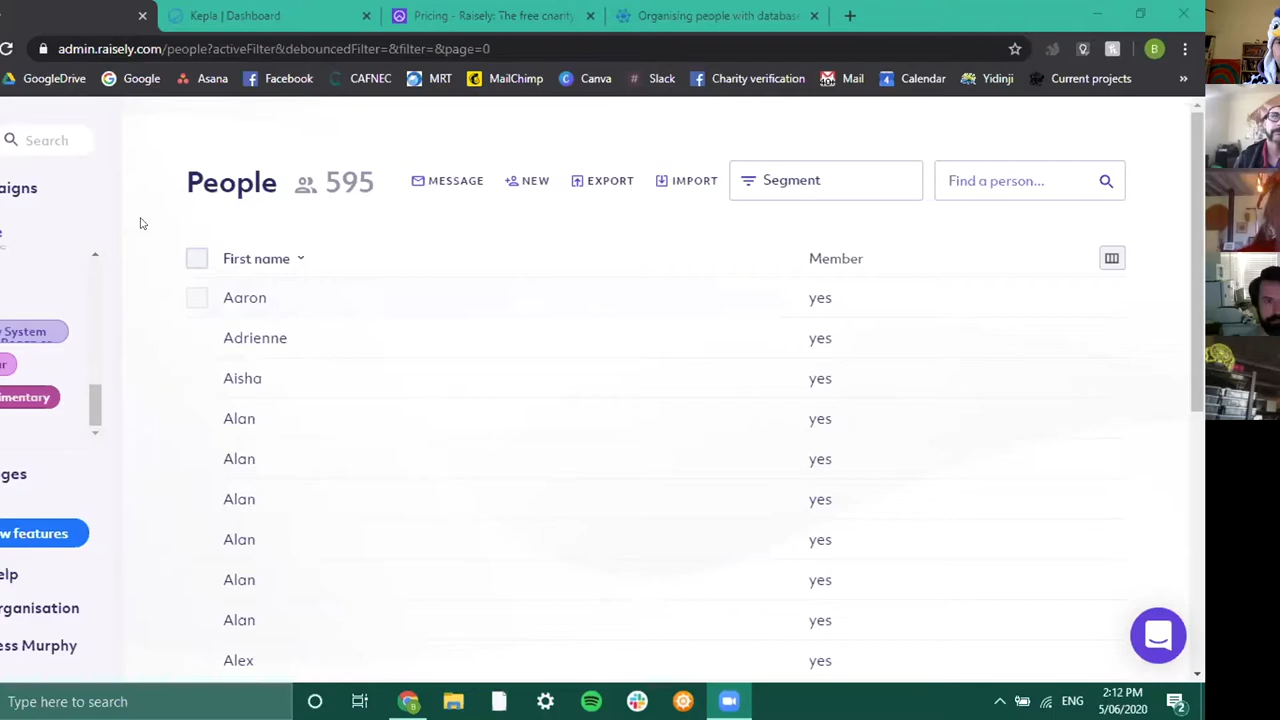 Kepla | Dashboard
Pricing - Raisely: The free charity
Organising people with database
admin.raisely.com/people?activeFilter&debouncedFilter=&filter=&page=0
B
GoogleDrive
Google
Asana
Facebook
CAFNEC
MRT
MailChimp
Canva
Slack
Charity verification
40+
Mail
4
Calendar
Yidinji
Current projects
»
Search
aigns
People 595
MESSAGE
NEW
EXPORT
IMPORT
Segment
Find a person...
First name
Member
Aaron yes
Adrienne yes
Aisha yes
Alan yes
Alan yes
Alan yes
Alan yes
Alan yes
Alan yes
Alex yes
System
imentary
ges
w features
elp
rganisation
ess Murphy
Type here to search
ENG
2:12 PM
5/06/2020
2